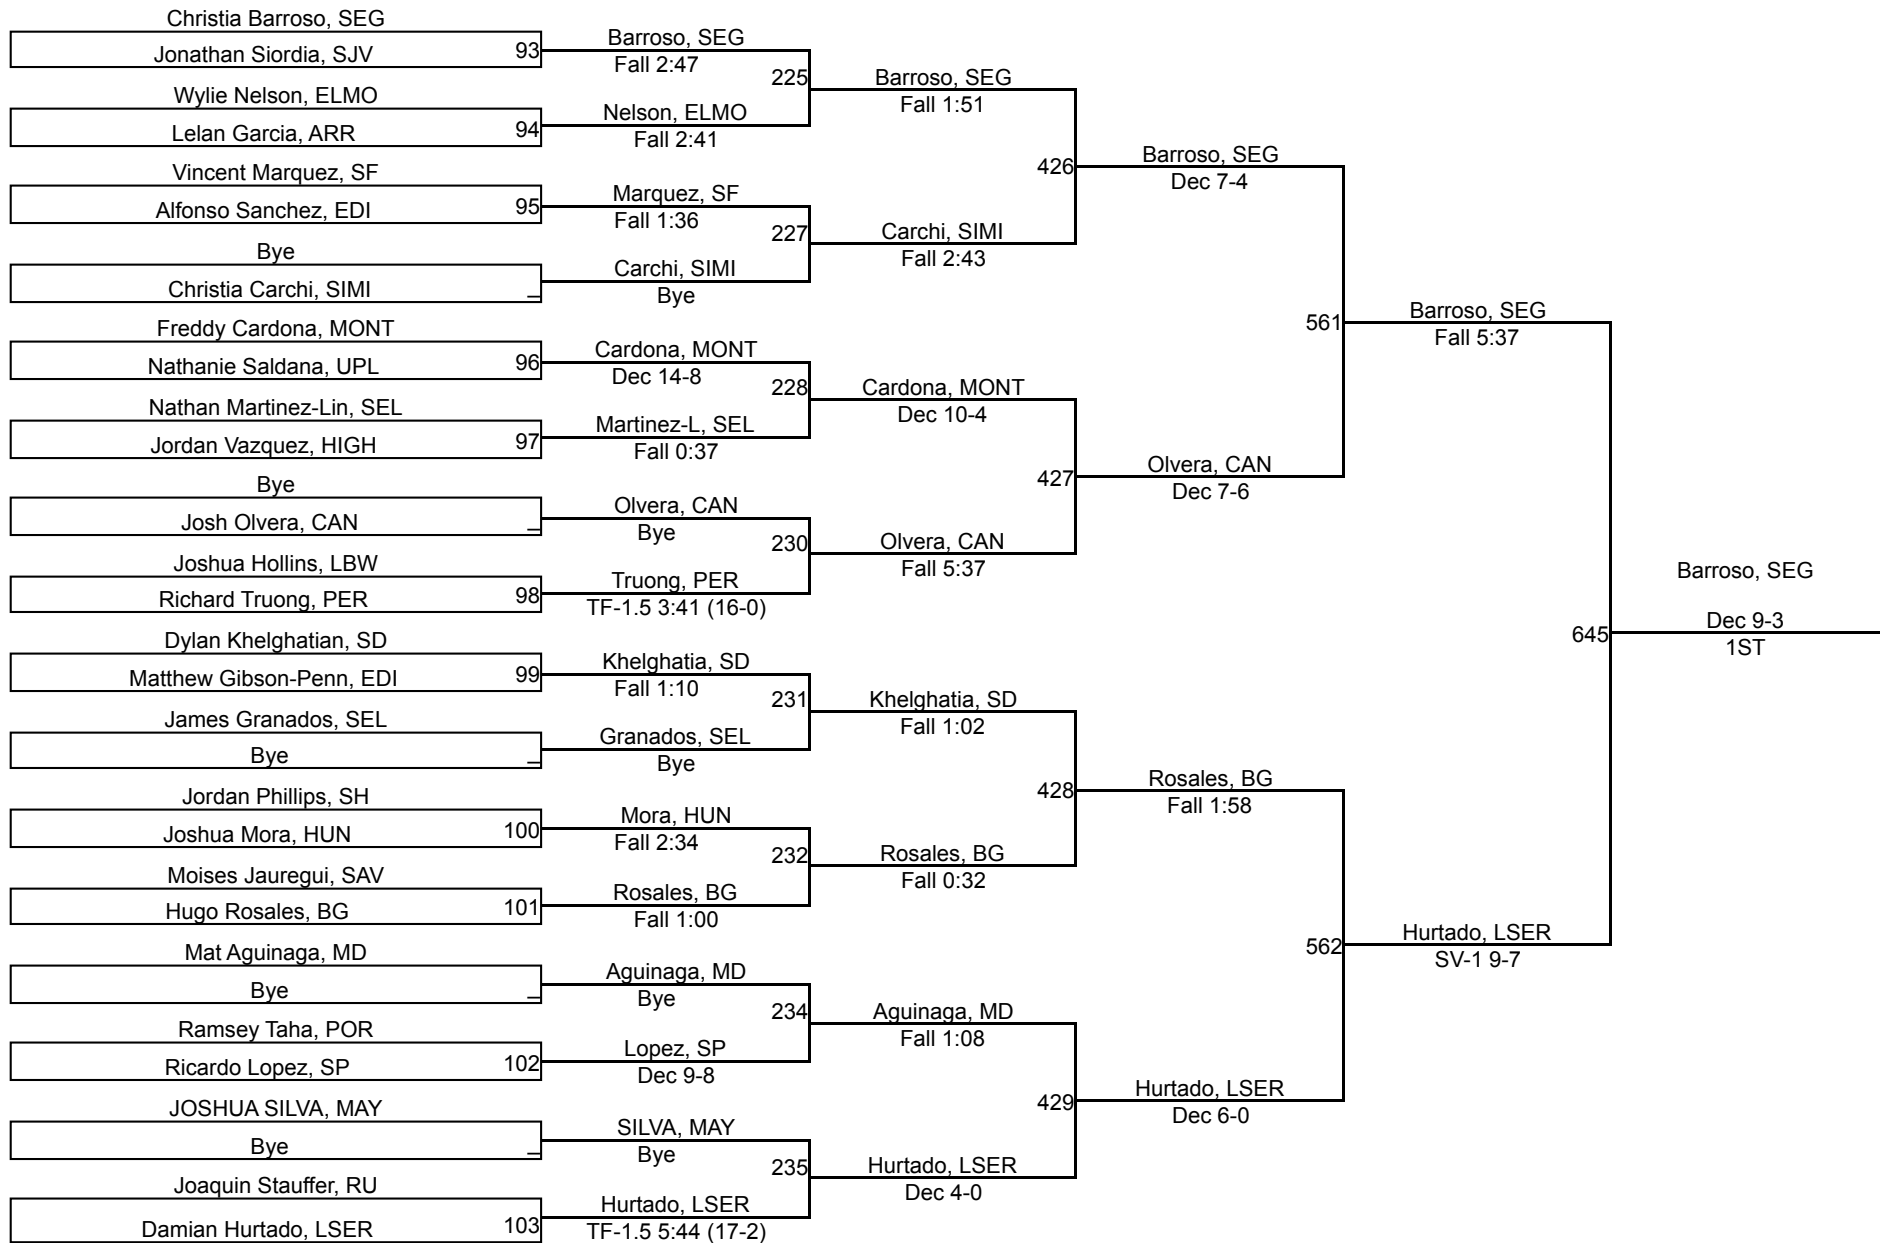 Christia Barroso, SEG
Jonathan Siordia, SJV
93
Wylie Nelson, ELMO
Lelan Garcia, ARR
94
Vincent Marquez, SF
Alfonso Sanchez, EDI
95
Bye
Christia Carchi, SIMI
_
Freddy Cardona, MONT
Nathanie Saldana, UPL
96
Nathan Martinez-Lin, SEL
Jordan Vazquez, HIGH
97
Bye
Josh Olvera, CAN
_
Joshua Hollins, LBW
Richard Truong, PER
98
Dylan Khelghatian, SD
Matthew Gibson-Penn, EDI
99
James Granados, SEL
Bye
_
Jordan Phillips, SH
Joshua Mora, HUN
100
Moises Jauregui, SAV
Hugo Rosales, BG
101
Mat Aguinaga, MD
Bye
_
Ramsey Taha, POR
Ricardo Lopez, SP
102
JOSHUA SILVA, MAY
Bye
_
Joaquin Stauffer, RU
Damian Hurtado, LSER
103
Barroso, SEG
Fall 2:47
225
Nelson, ELMO
Fall 2:41
Marquez, SF
Fall 1:36
227
Carchi, SIMI
Bye
Cardona, MONT
Dec 14-8
228
Martinez-L, SEL
Fall 0:37
Olvera, CAN
Bye
230
Truong, PER
TF-1.5 3:41 (16-0)
Khelghatia, SD
Fall 1:10
231
Granados, SEL
Bye
Mora, HUN
Fall 2:34
232
Rosales, BG
Fall 1:00
Aguinaga, MD
Bye
234
Lopez, SP
Dec 9-8
SILVA, MAY
Bye
235
Hurtado, LSER
TF-1.5 5:44 (17-2)
Barroso, SEG
Fall 1:51
426
Carchi, SIMI
Fall 2:43
Cardona, MONT
Dec 10-4
427
Olvera, CAN
Fall 5:37
Khelghatia, SD
Fall 1:02
428
Rosales, BG
Fall 0:32
Aguinaga, MD
Fall 1:08
429
Hurtado, LSER
Dec 4-0
Barroso, SEG
Dec 7-4
561
Olvera, CAN
Dec 7-6
Rosales, BG
Fall 1:58
562
Hurtado, LSER
Dec 6-0
Barroso, SEG
Fall 5:37
645
Hurtado, LSER
SV-1 9-7
Barroso, SEG
Dec 9-3
1ST